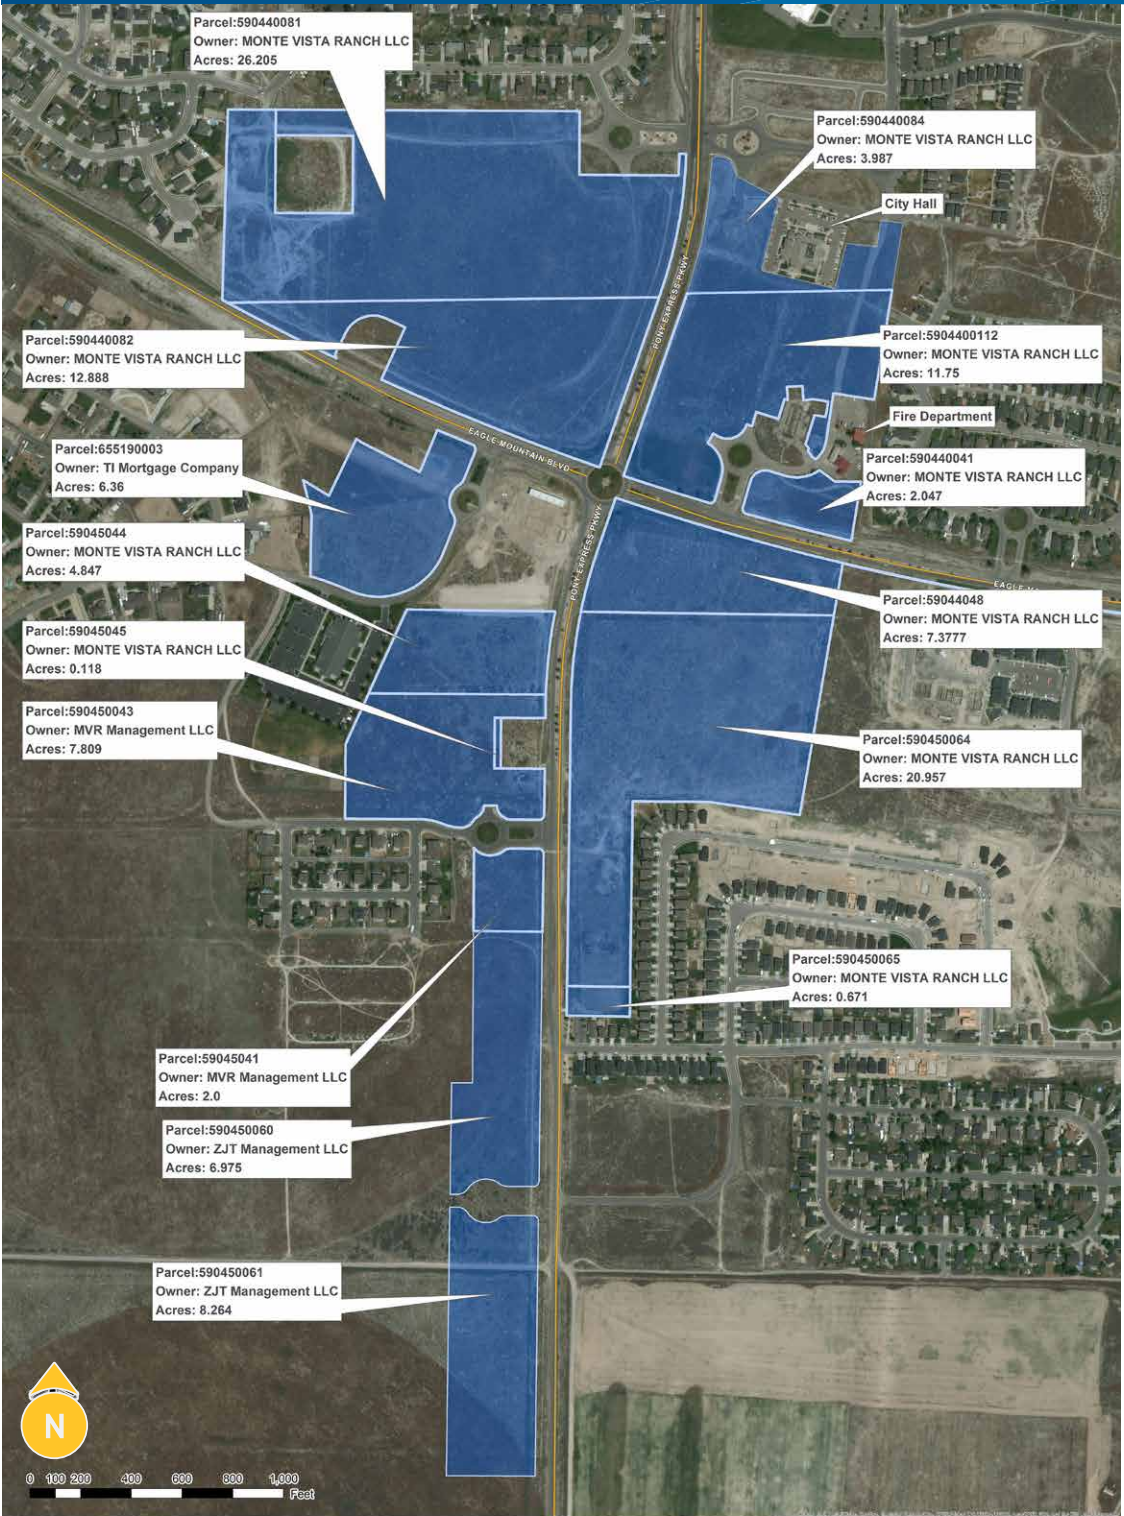 Parcel:590440081
Owner: MONTE VISTA RANCH LLC
Acres: 26.205
Parcel:590440084
Owner: MONTE VISTA RANCH LLC
Acres: 3.987
City Hall
PONY EXPRESS PKWY
Parcel:590440082
Owner: MONTE VISTA RANCH LLC
Acres: 12.888
Parcel:5904400112
Owner: MONTE VISTA RANCH LLC
Acres: 11.75
Fire Department
EAGLE MOUNTAIN BLVD
Parcel:655190003
Owner: TI Mortgage Company
Acres: 6.36
Parcel:590440041
Owner: MONTE VISTA RANCH LLC
Acres: 2.047
PONY EXPRESS PKWY
Parcel:59045044
Owner: MONTE VISTA RANCH LLC
Acres: 4.847
EAGLE M
Parcel:59044048
Owner: MONTE VISTA RANCH LLC
Acres: 7.3777
Parcel:59045045
Owner: MONTE VISTA RANCH LLC
Acres: 0.118
Parcel:590450043
Owner: MVR Management LLC
Acres: 7.809
Parcel:590450064
Owner: MONTE VISTA RANCH LLC
Acres: 20.957
Parcel:590450065
Owner: MONTE VISTA RANCH LLC
Acres: 0.671
Parcel:59045041
Owner: MVR Management LLC
Acres: 2.0
Parcel:590450060
Owner: ZJT Management LLC
Acres: 6.975
Parcel:590450061
Owner: ZJT Management LLC
Acres: 8.264
N
0 100 200 400 600 800 1,000
Feet